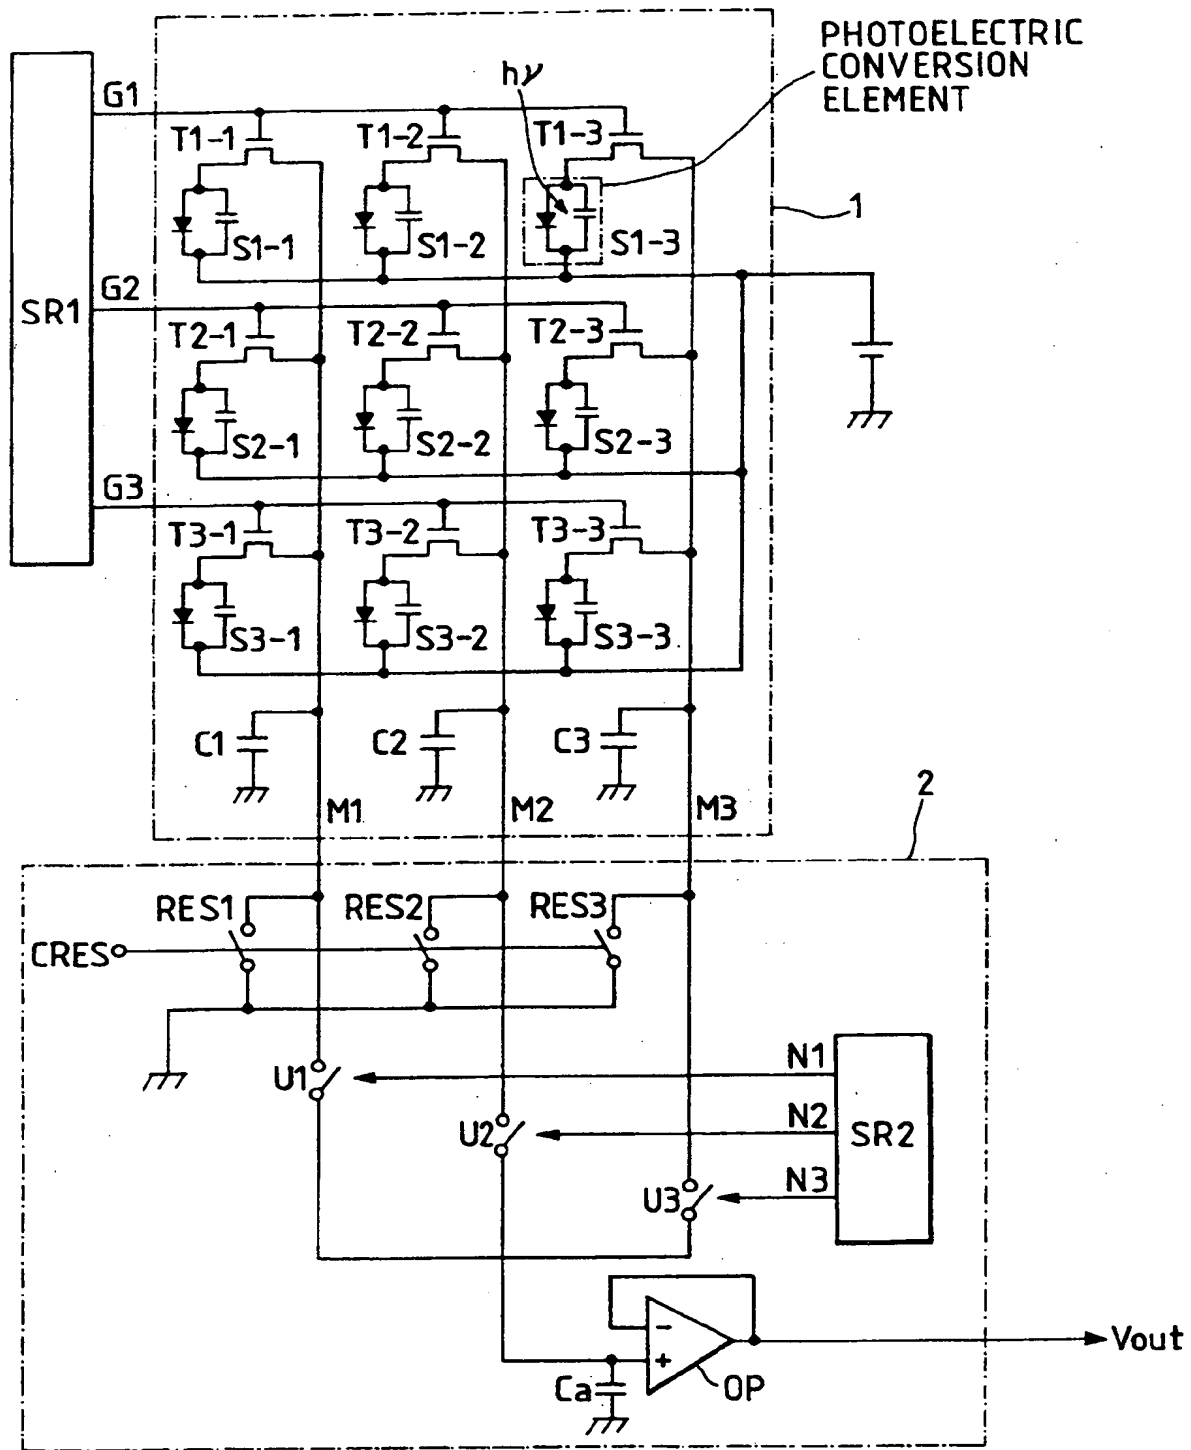 PHOTOELECTRIC
CONVERSION
ELEMENT
hν
G1
T1-1
T1-2
T1-3
1
S1-1
S1-2
S1-3
SR1
G2
T2-1
T2-2
T2-3
S2-1
S2-2
S2-3
G3
T3-1
T3-2
T3-3
S3-1
S3-2
S3-3
C1
C2
C3
M1
M2
M3
2
RES1
RES2
RES3
CRES
U1
N1
U2
N2
SR2
U3
N3
Vout
Ca
OP